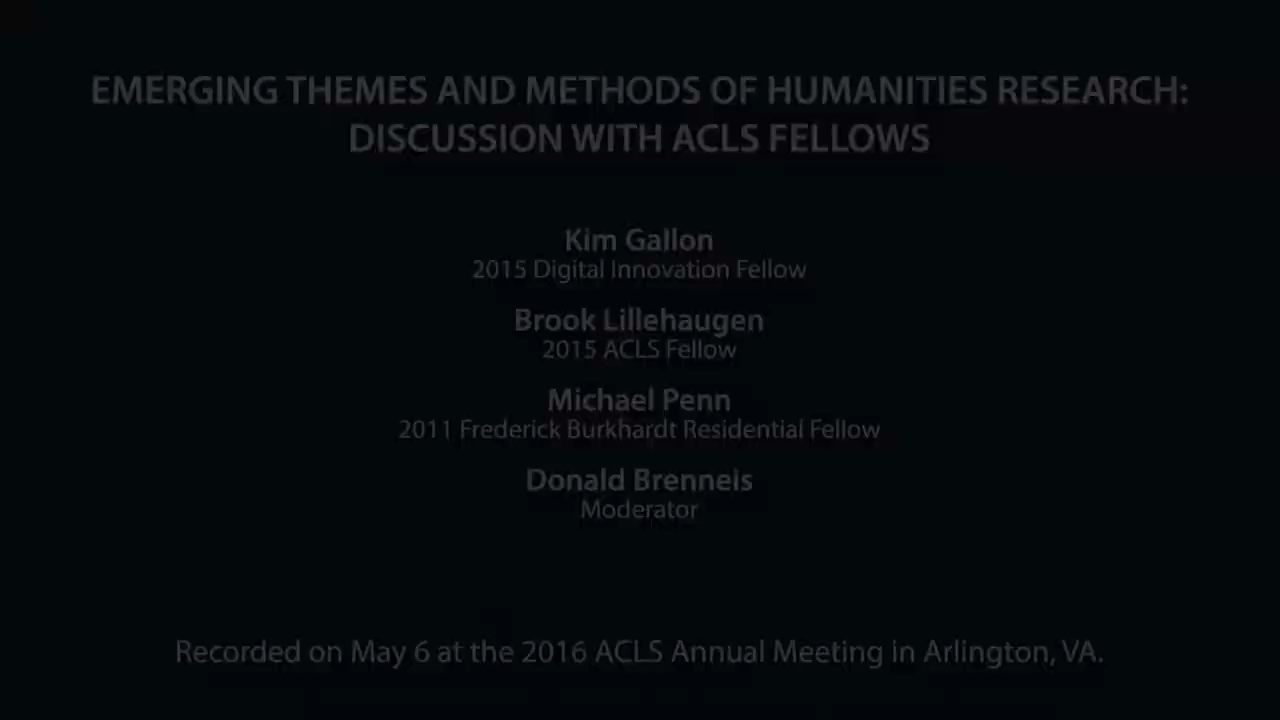 EMERGING THEMES AND METHODS OF HUMANITIES RESEARCH:
DISCUSSION WITH ACLS FELLOWS
Kim Gallon
2015 Digital Innovation Fellow
Brook Lillehaugen
2015 ACLS Fellow
Michael Penn
2011 Frederick Burkhardt Residential Fellow
Donald Brenneis
Moderator
Recorded on May 6 at the 2016 ACLS Annual Meeting in Arlington, VA.